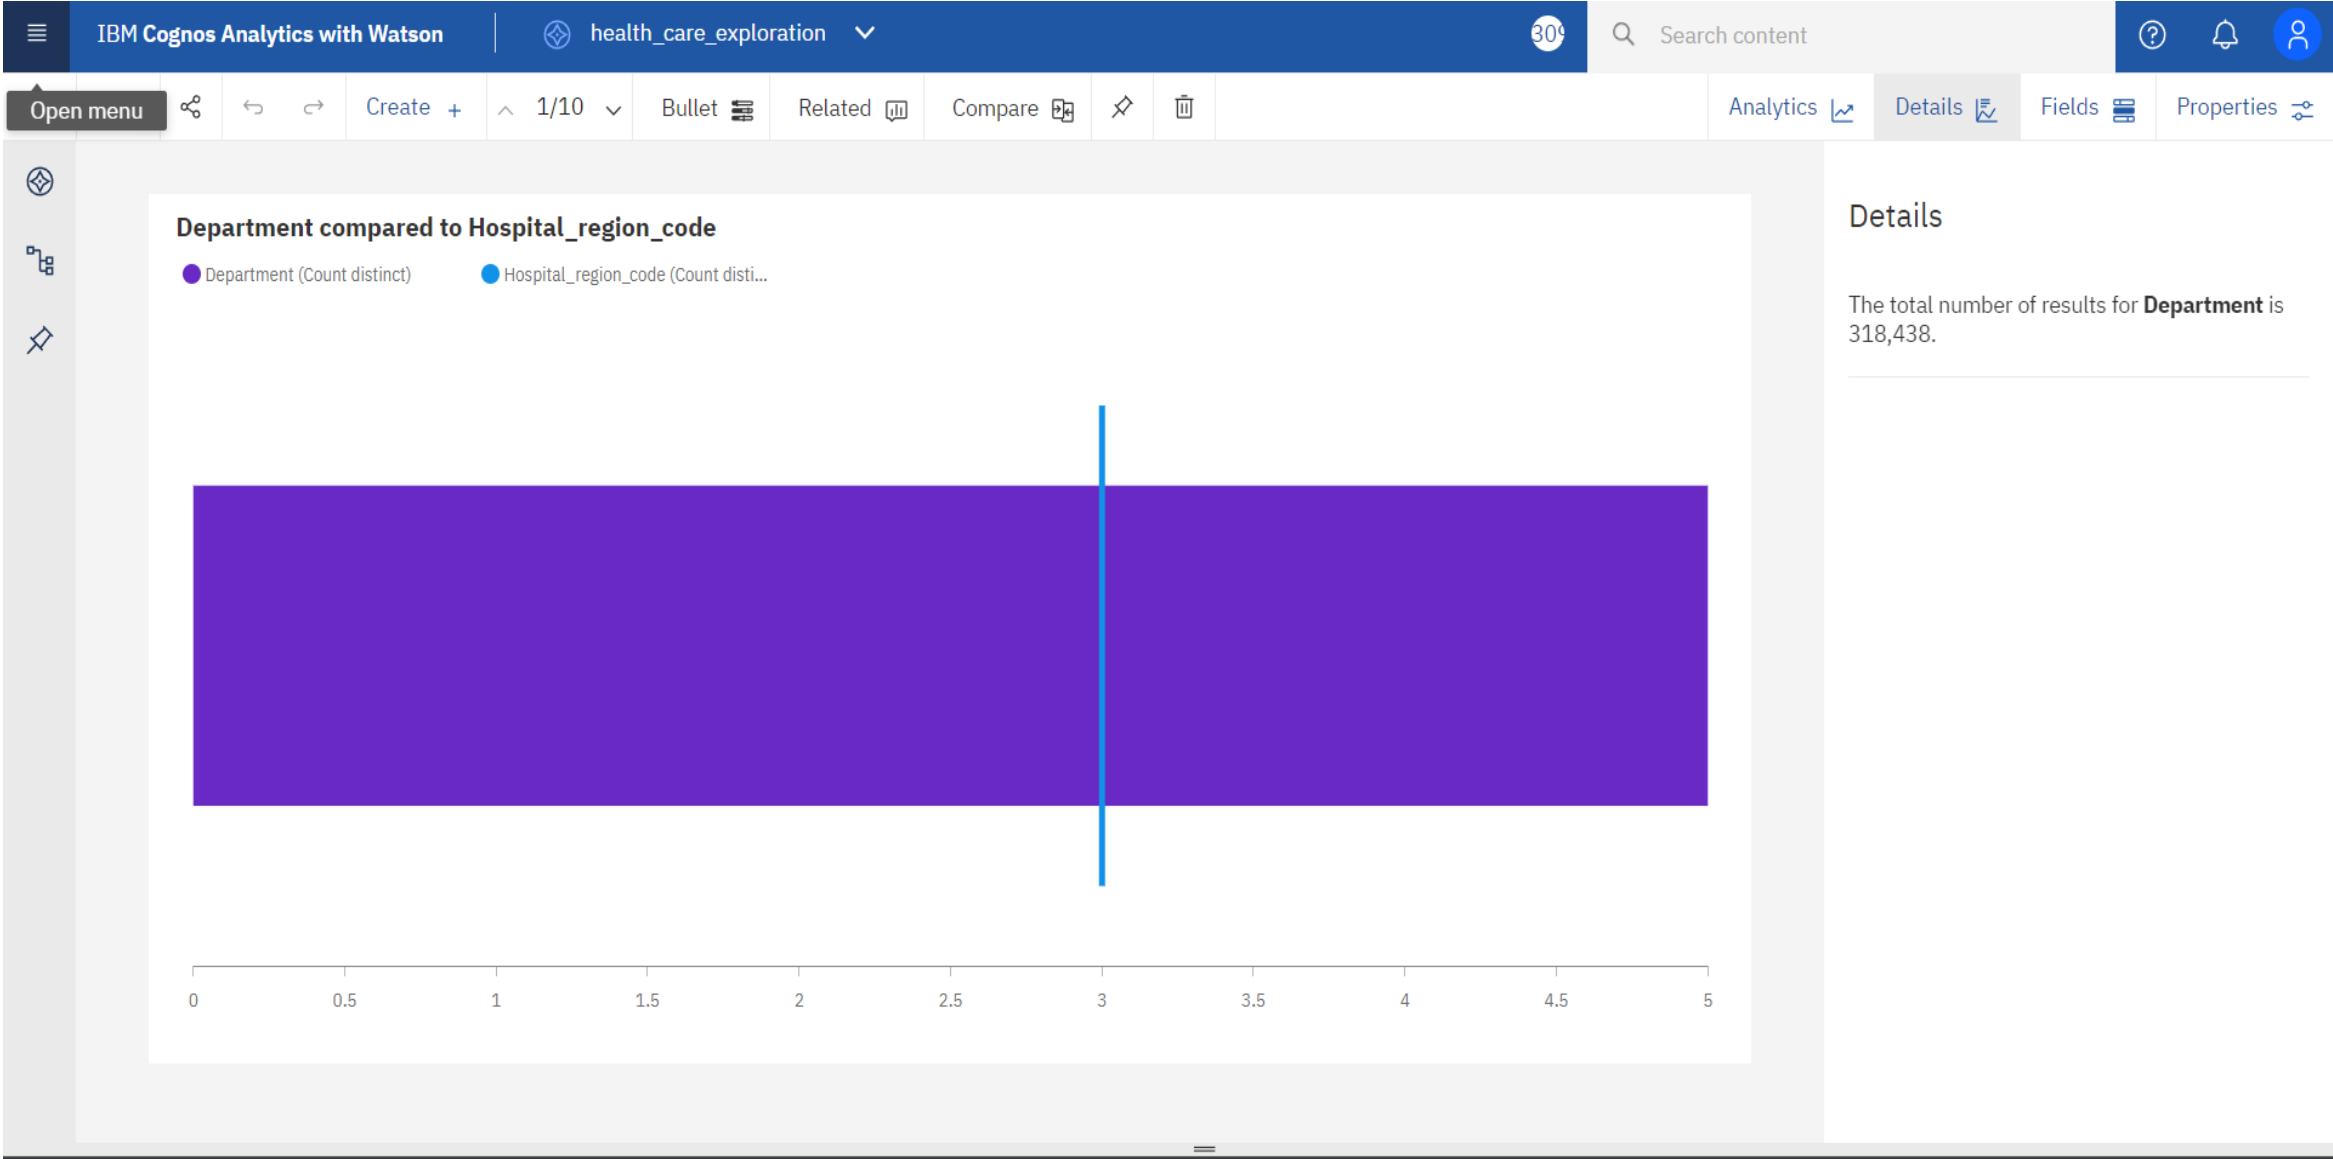 IBM Cognos Analytics with Watson
health_care_exploration
Search content
Open menu
Create +
1/10
Bullet
Related
Compare
Analytics
Details
Fields
Properties
Department compared to Hospital_region_code
Department (Count distinct)
Hospital_region_code (Count disti...
0 0.5 1 1.5 2 2.5 3 3.5 4 4.5 5
Details
The total number of results for Department is
318,438.